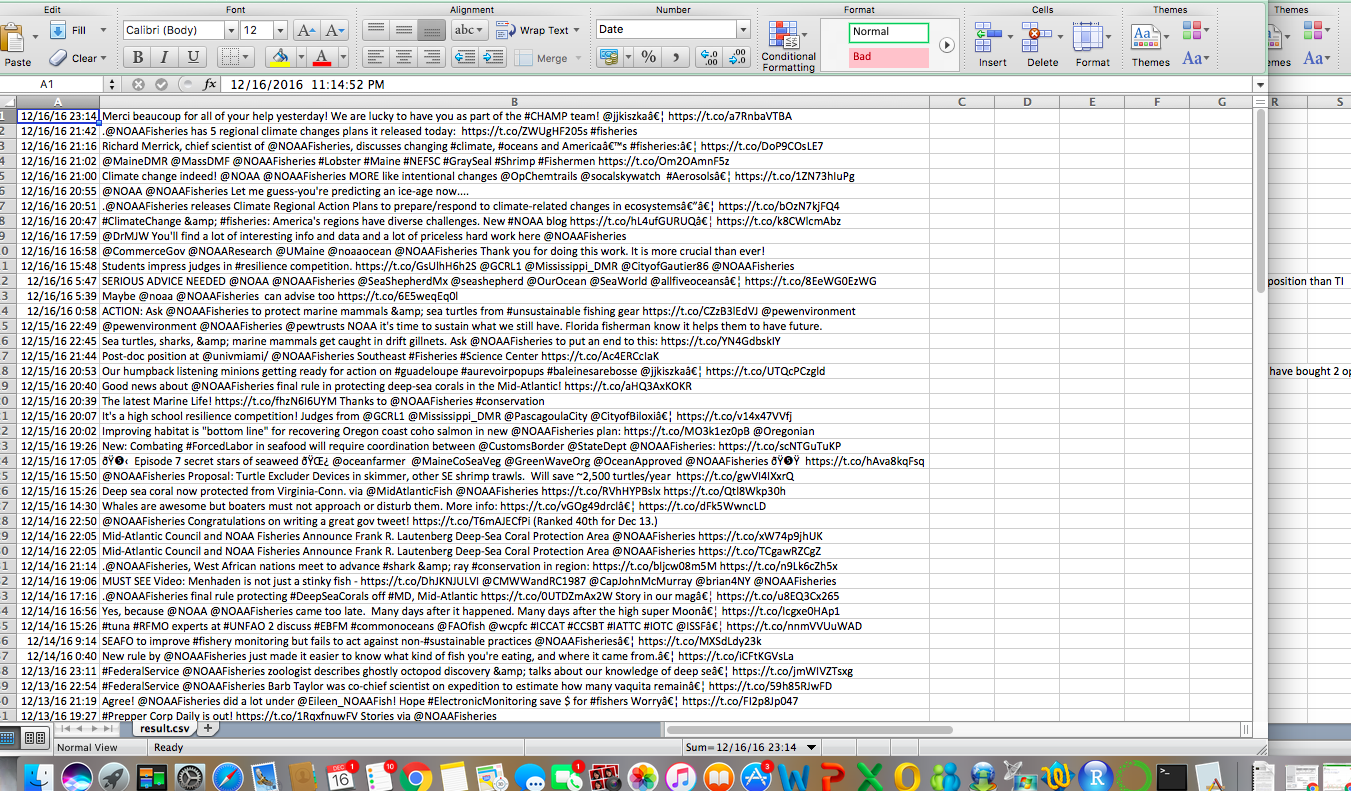 Edit Font Alignment Number Format Cells Themes Themes
Fill Calibri (Body) 12 A A abc Wrap Text Date Normal
Paste Clear B I U A Merge % , Conditional Formatting Bad Insert Delete Format Themes Aa
A1 fx 12/16/2016 11:14:52 PM
A B C D E F G R S
12/16/16 23:14 Merci beaucoup for all of your help yesterday! We are lucky to have you as part of the #CHAMP team! @jjkiszkaâ€¦ https://t.co/a7RnbaVTBA
12/16/16 21:42 .@NOAAFisheries has 5 regional climate changes plans it released today: https://t.co/ZWUgHF205s #fisheries
12/16/16 21:16 Richard Merrick, chief scientist of @NOAAFisheries, discusses changing #climate, #oceans and Americaâ€™s #fisheries:â€¦ https://t.co/DoP9COsLE7
12/16/16 21:02 @MaineDMR @MassDMF @NOAAFisheries #Lobster #Maine #NEFSC #GraySeal #Shrimp #Fishermen https://t.co/Om2OAmnF5z
12/16/16 21:00 Climate change indeed! @NOAA @NOAAFisheries MORE like intentional changes @OpChemtrails @socalskywatch #Aerosolsâ€¦ https://t.co/1ZN73hIuPg
12/16/16 20:55 @NOAA @NOAAFisheries Let me guess-you're predicting an ice-age now....
12/16/16 20:51 .@NOAAFisheries releases Climate Regional Action Plans to prepare/respond to climate-related changes in ecosystemsâ€"â€¦ https://t.co/bOzN7kjFQ4
12/16/16 20:47 #ClimateChange &amp; #fisheries: America's regions have diverse challenges. New #NOAA blog https://t.co/hL4ufGURUQâ€¦ https://t.co/k8CWlcmAbz
12/16/16 17:59 @DrMJW You'll find a lot of interesting info and data and a lot of priceless hard work here @NOAAFisheries
12/16/16 16:58 @CommerceGov @NOAAResearch @UMaine @noaaocean @NOAAFisheries Thank you for doing this work. It is more crucial than ever!
12/16/16 15:48 Students impress judges in #resilience competition. https://t.co/GsUlhH6h2S @GCRL1 @Mississippi_DMR @CityofGautier86 @NOAAFisheries
12/16/16 5:47 SERIOUS ADVICE NEEDED @NOAA @NOAAFisheries @SeaShepherdMx @seashepherd @OurOcean @SeaWorld @allfiveoceansâ€¦ https://t.co/8EeWG0EzWG position than TI
12/16/16 5:39 Maybe @noaa @NOAAFisheries can advise too https://t.co/6E5weqEq0l
12/16/16 0:58 ACTION: Ask @NOAAFisheries to protect marine mammals &amp; sea turtles from #unsustainable fishing gear https://t.co/CZzB3lEdVJ @pewenvironment
12/15/16 22:49 @pewenvironment @NOAAFisheries @pewtrusts NOAA it's time to sustain what we still have. Florida fisherman know it helps them to have future.
12/15/16 22:45 Sea turtles, sharks, &amp; marine mammals get caught in drift gillnets. Ask @NOAAFisheries to put an end to this: https://t.co/YN4GdbskIY
12/15/16 21:44 Post-doc position at @univmiami/ @NOAAFisheries Southeast #Fisheries #Science Center https://t.co/Ac4ERCcIaK
12/15/16 20:53 Our humpback listening minions getting ready for action on #guadeloupe #aurevoirpopups #baleinesarebosse @jjkiszkaâ€¦ https://t.co/UTQcPCzgld have bought 2 op
12/15/16 20:40 Good news about @NOAAFisheries final rule in protecting deep-sea corals in the Mid-Atlantic! https://t.co/aHQ3AxKOKR
12/15/16 20:39 The latest Marine Life! https://t.co/fhzN6I6UYM Thanks to @NOAAFisheries #conservation
12/15/16 20:07 It's a high school resilience competition! Judges from @GCRL1 @Mississippi_DMR @PascagoulaCity @CityofBiloxiâ€¦ https://t.co/v14x47VVfj
12/15/16 20:02 Improving habitat is "bottom line" for recovering Oregon coast coho salmon in new @NOAAFisheries plan: https://t.co/MO3k1ez0pB @Oregonian
12/15/16 19:26 New: Combating #ForcedLabor in seafood will require coordination between @CustomsBorder @StateDept @NOAAFisheries: https://t.co/scNTGuTuKP
12/15/16 17:05 Episode 7 secret stars of seaweed @oceanfarmer @MaineCoSeaVeg @GreenWaveOrg @OceanApproved @NOAAFisheries https://t.co/hAva8kqFsq
12/15/16 15:50 @NOAAFisheries Proposal: Turtle Excluder Devices in skimmer, other SE shrimp trawls. Will save ~2,500 turtles/year https://t.co/gwVl4lXxrQ
12/15/16 15:26 Deep sea coral now protected from Virginia-Conn. via @MidAtlanticFish @NOAAFisheries https://t.co/RVhHYPBslx https://t.co/Qtl8Wkp30h
12/15/16 14:30 Whales are awesome but boaters must not approach or disturb them. More info: https://t.co/vGOg49drclâ€¦ https://t.co/dFk5WwncLD
12/14/16 22:50 @NOAAFisheries Congratulations on writing a great gov tweet! https://t.co/T6mAJECfPi (Ranked 40th for Dec 13.)
12/14/16 22:05 Mid-Atlantic Council and NOAA Fisheries Announce Frank R. Lautenberg Deep-Sea Coral Protection Area @NOAAFisheries https://t.co/xW74p9jhUK
12/14/16 22:05 Mid-Atlantic Council and NOAA Fisheries Announce Frank R. Lautenberg Deep-Sea Coral Protection Area @NOAAFisheries https://t.co/TCgawRZCgZ
12/14/16 21:14 .@NOAAFisheries, West African nations meet to advance #shark &amp; ray #conservation in region: https://t.co/bljcw08m5M https://t.co/n9Lk6cZh5x
12/14/16 19:06 MUST SEE Video: Menhaden is not just a stinky fish - https://t.co/DhJKNJULVI @CMWWandRC1987 @CapJohnMcMurray @brian4NY @NOAAFisheries
12/14/16 17:16 .@NOAAFisheries final rule protecting #DeepSeaCorals off #MD, Mid-Atlantic https://t.co/0UTDZmAx2W Story in our magâ€¦ https://t.co/u8EQ3Cx265
12/14/16 16:56 Yes, because @NOAA @NOAAFisheries came too late. Many days after it happened. Many days after the high super Moonâ€¦ https://t.co/lcgxe0HAp1
12/14/16 15:26 #tuna #RFMO experts at #UNFAO 2 discuss #EBFM #commonoceans @FAOfish @wcpfc #ICCAT #CCSBT #IATTC #IOTC @ISSFâ€¦ https://t.co/nnmVVUuWAD
12/14/16 9:14 SEAFO to improve #fishery monitoring but fails to act against non-#sustainable practices @NOAAFisheriesâ€¦ https://t.co/MXSdLdy23k
12/14/16 0:40 New rule by @NOAAFisheries just made it easier to know what kind of fish you're eating, and where it came from.â€¦ https://t.co/iCFtKGVsLa
12/13/16 23:11 #FederalService @NOAAFisheries zoologist describes ghostly octopod discovery &amp; talks about our knowledge of deep seâ€¦ https://t.co/jmWIVZTsxg
12/13/16 22:54 #FederalService @NOAAFisheries Barb Taylor was co-chief scientist on expedition to estimate how many vaquita remainâ€¦ https://t.co/59h85RJwFD
12/13/16 21:19 Agree! @NOAAFisheries did a lot under @Eileen_NOAAFish! Hope #ElectronicMonitoring save $ for #fishers Worryâ€¦ https://t.co/FI2p8Jp047
12/13/16 19:27 #Prepper Corp Daily is out! https://t.co/1RqxfnuwFV Stories via @NOAAFisheries
result.csv +
Normal View Ready Sum=12/16/16 23:14
DEC 16 1 10 1 3 R